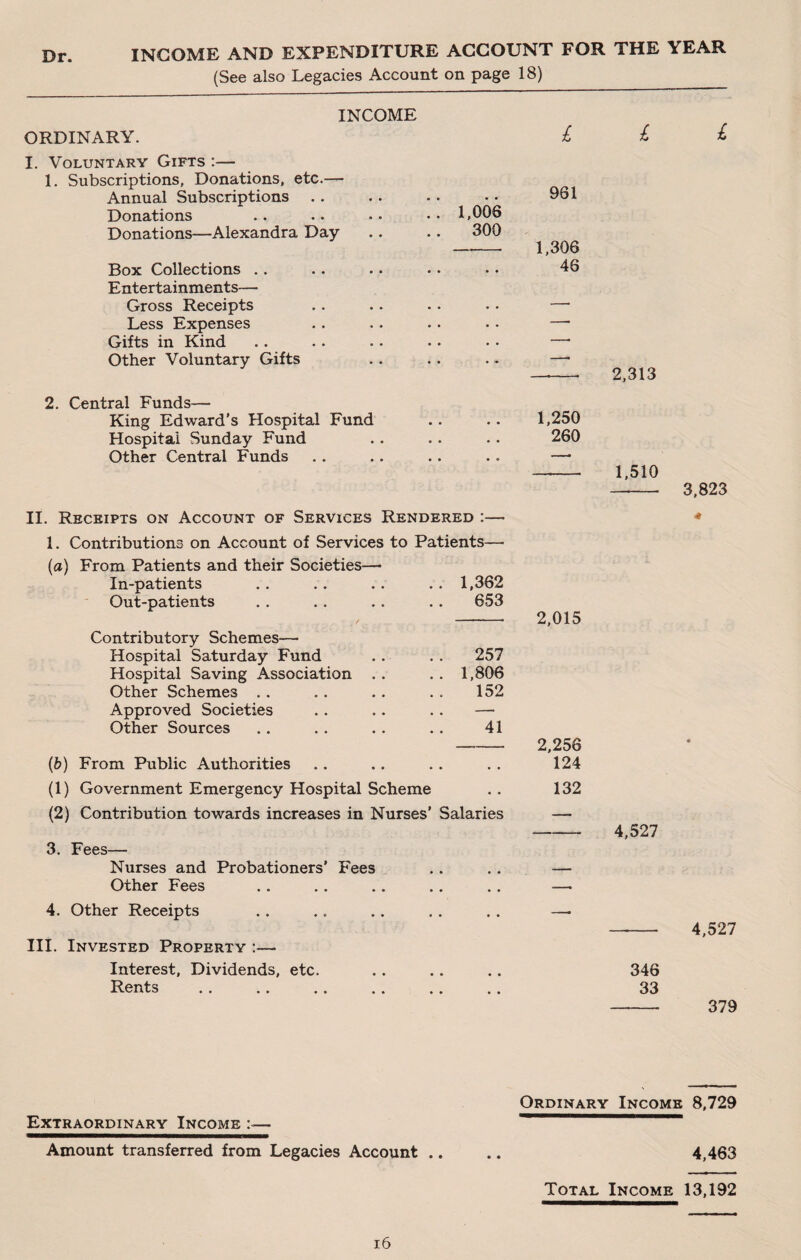 Dr. INCOME AND EXPENDITURE ACCOUNT FOR THE YEAR
(See also Legacies Account on page 18)
INCOME
ORDINARY. £ £ £
I. Voluntary Gifts :—
1. Subscriptions, Donations, etc.—
Annual Subscriptions .. .. .. .. 961
Donations .. .. .. .. 1,006
Donations—Alexandra Day .. .. 300
—— 1,306
Box Collections .. .. .. .. .. 46
Entertainments—
Gross Receipts .. .. .. .. —
Less Expenses .. .. .. .. —
Gifts in Kind .. .. .. .. .. —
Other Voluntary Gifts .. .. .. —
—— 2,313
2. Central Funds—
King Edward's Hospital Fund .. .. 1,250
Hospital Sunday Fund .. .. .. 260
Other Central Funds .. .. .. .. —
—— 1,510
—— 3,823
II. Receipts on Account of Services Rendered :—
1. Contributions on Account of Services to Patients—
(a) From Patients and their Societies—
In-patients .. .. .. .. 1,362
Out-patients .. .. .. .. 653
—— 2,015
Contributory Schemes—
Hospital Saturday Fund .. .. 257
Hospital Saving Association .. .. 1,806
Other Schemes .. .. .. .. 152
Approved Societies .. .. .. —
Other Sources .. .. .. .. 41
—— 2,256
(b) From Public Authorities .. .. .. .. 124
(1) Government Emergency Hospital Scheme .. 132
(2) Contribution towards increases in Nurses' Salaries —
—— 4,527
3. Fees—
Nurses and Probationers' Fees .. .. —
Other Fees .. .. .. .. .. —
4. Other Receipts .. .. .. .. .. —
—— 4,527
III. Invested Property :—
Interest, Dividends, etc. .. .. .. 346
Rents .. .. .. .. .. .. 33
—— 379
Ordinary Income 8,729
Extraordinary Income :—
Amount transferred from Legacies Account .. .. 4,463
Total Income 13,192
16